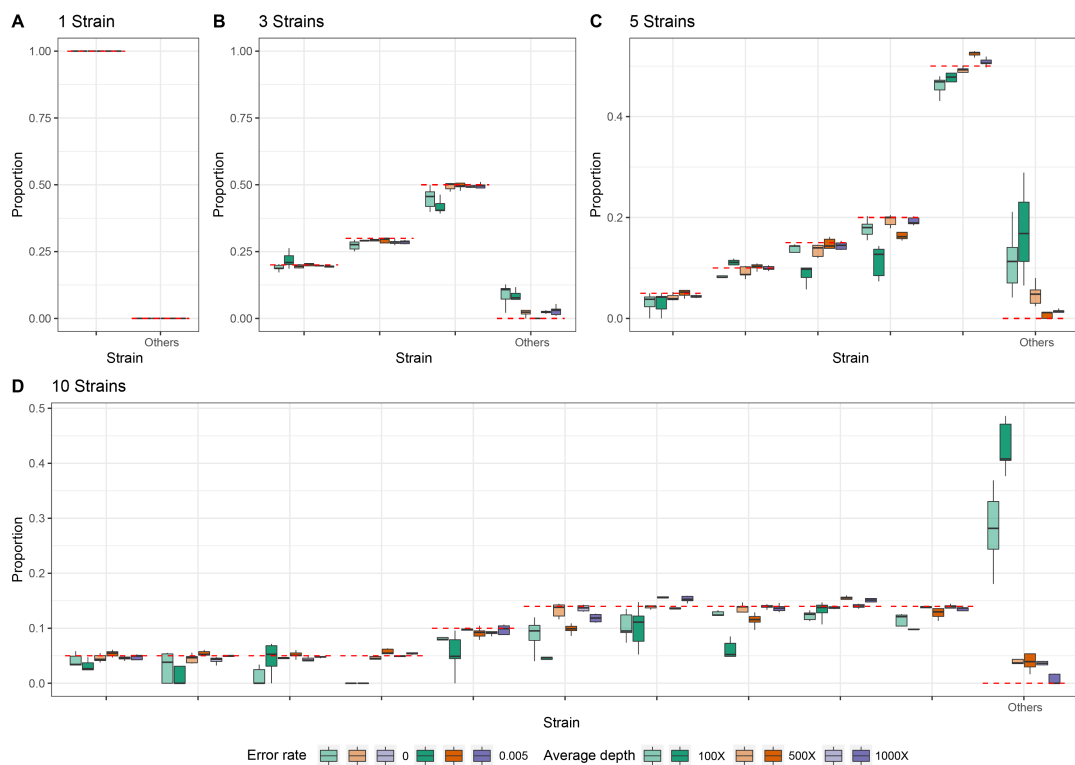 A 1 Strain
B 3 Strains
C 5 Strains
1.00
0.75
0.50
0.25
0.00
Proportion
Others
Strain
1.00
0.75
0.50
0.25
0.00
Proportion
Others
Strain
0.4
0.2
0.0
Proportion
Others
Strain
D 10 Strains
0.5
0.4
0.3
0.2
0.1
0.0
Proportion
Others
Strain
Error rate 0 0.005 Average depth 100X 500X 1000X